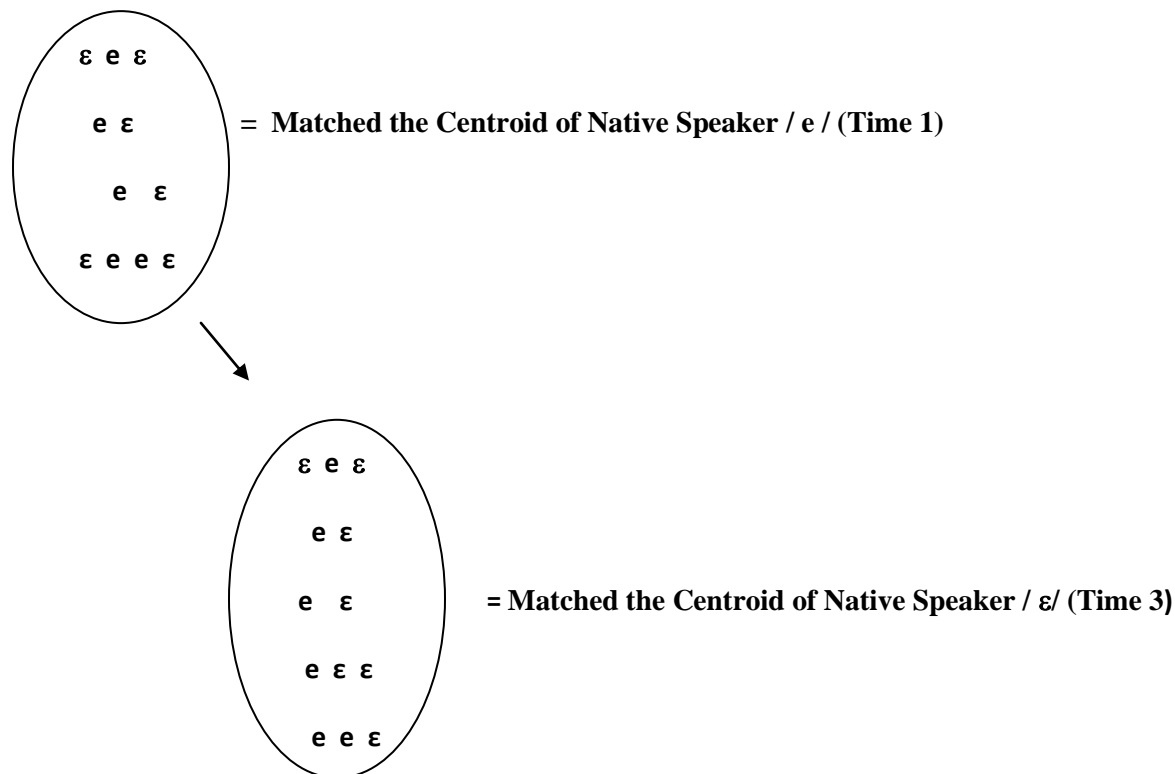 ε e ε
e ε = Matched the Centroid of Native Speaker / e / (Time 1)
e ε
ε e e ε
ε e ε
e ε
e ε = Matched the Centroid of Native Speaker / ε/ (Time 3)
e ε ε
e e ε